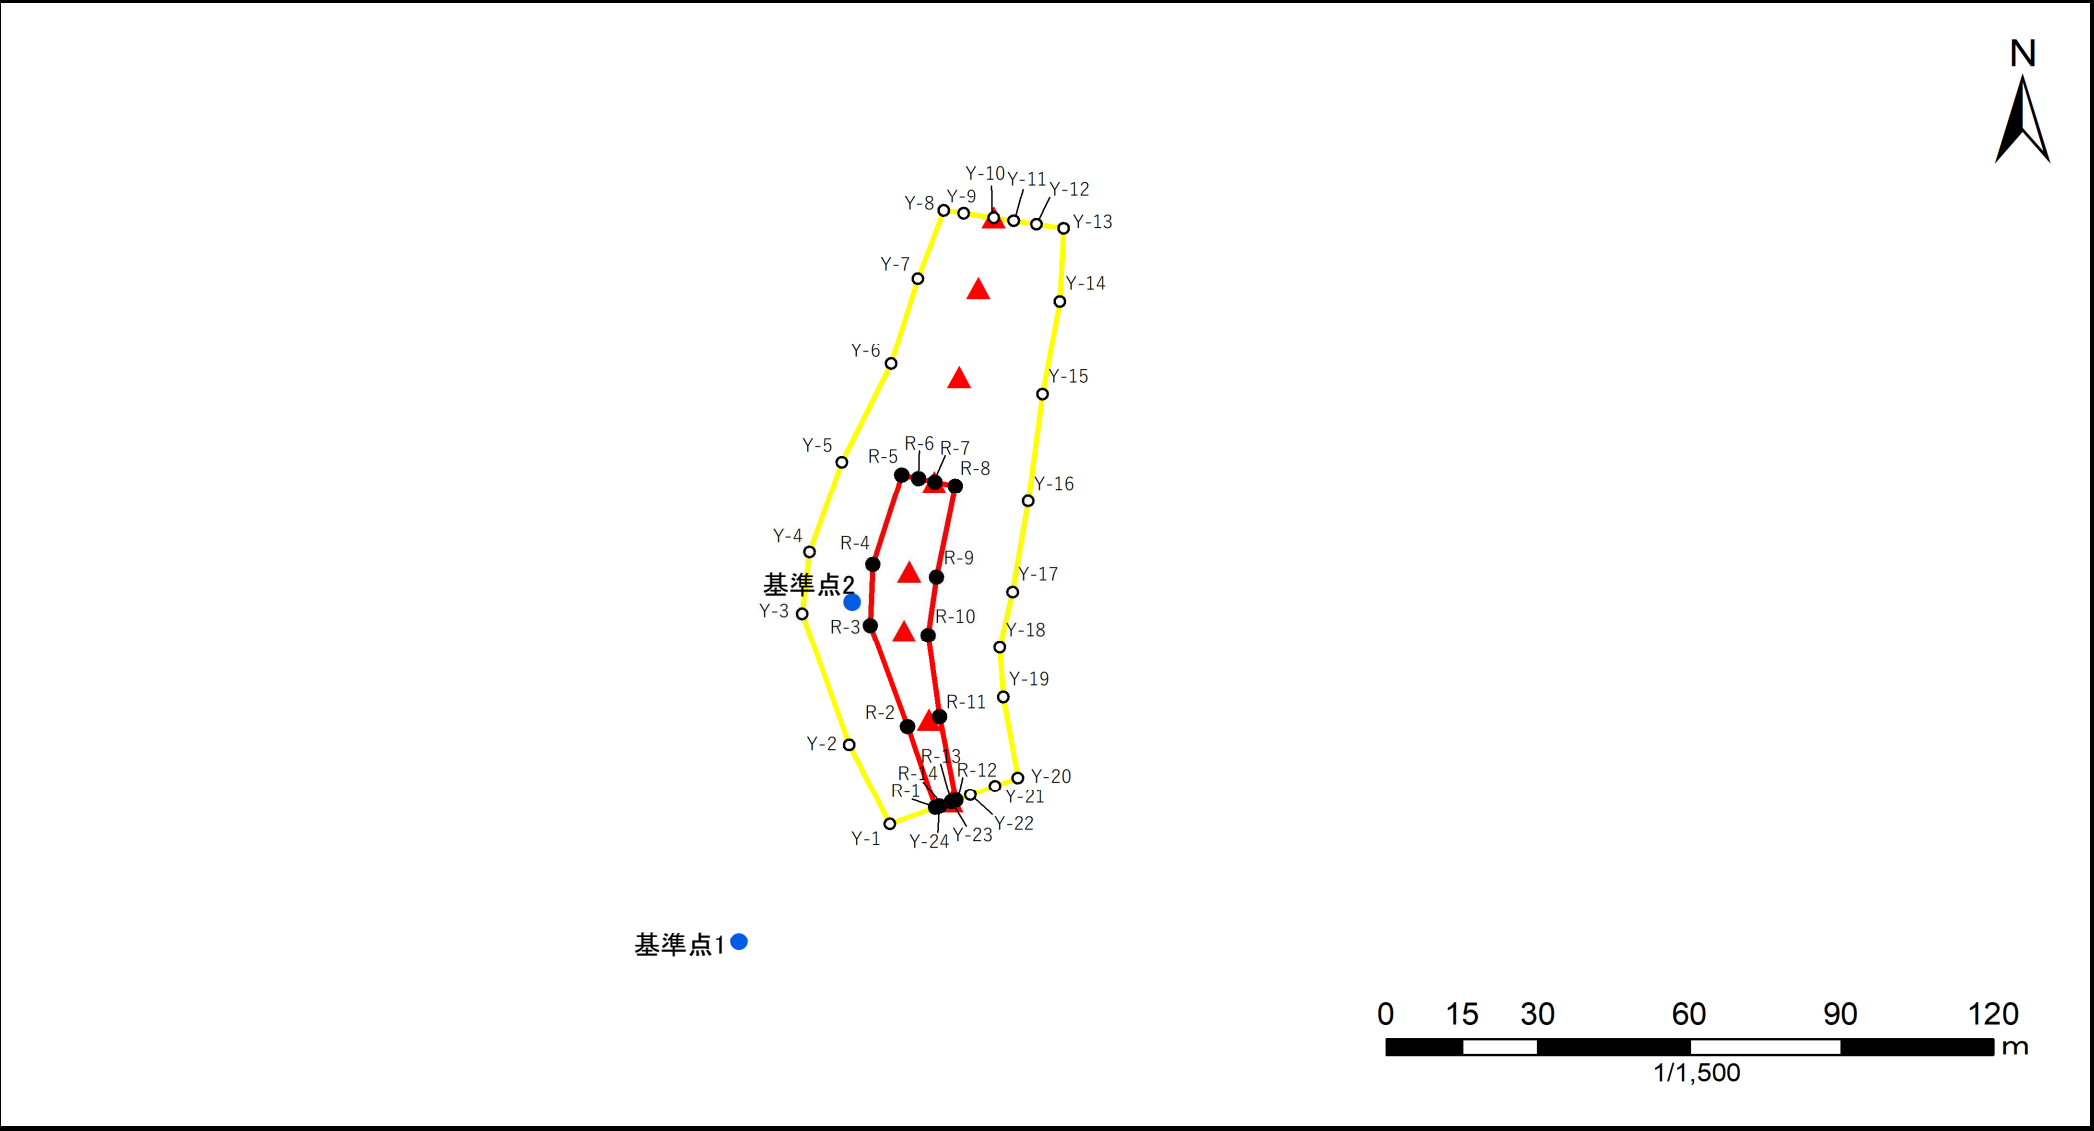 N
Y-10
Y-11
Y-12
Y-8
Y-9
Y-13
Y-7
Y-14
Y-6
Y-15
Y-5
R-5
R-6
R-7
R-8
Y-16
Y-4
R-4
R-9
基準点2
Y-17
Y-3
R-3
R-10
Y-18
Y-19
R-2
R-11
Y-2
R-13
R-14
R-12
Y-20
R-1
Y-21
Y-1
Y-24
Y-23
Y-22
基準点1
0 15 30 60 90 120
m
1/1,500